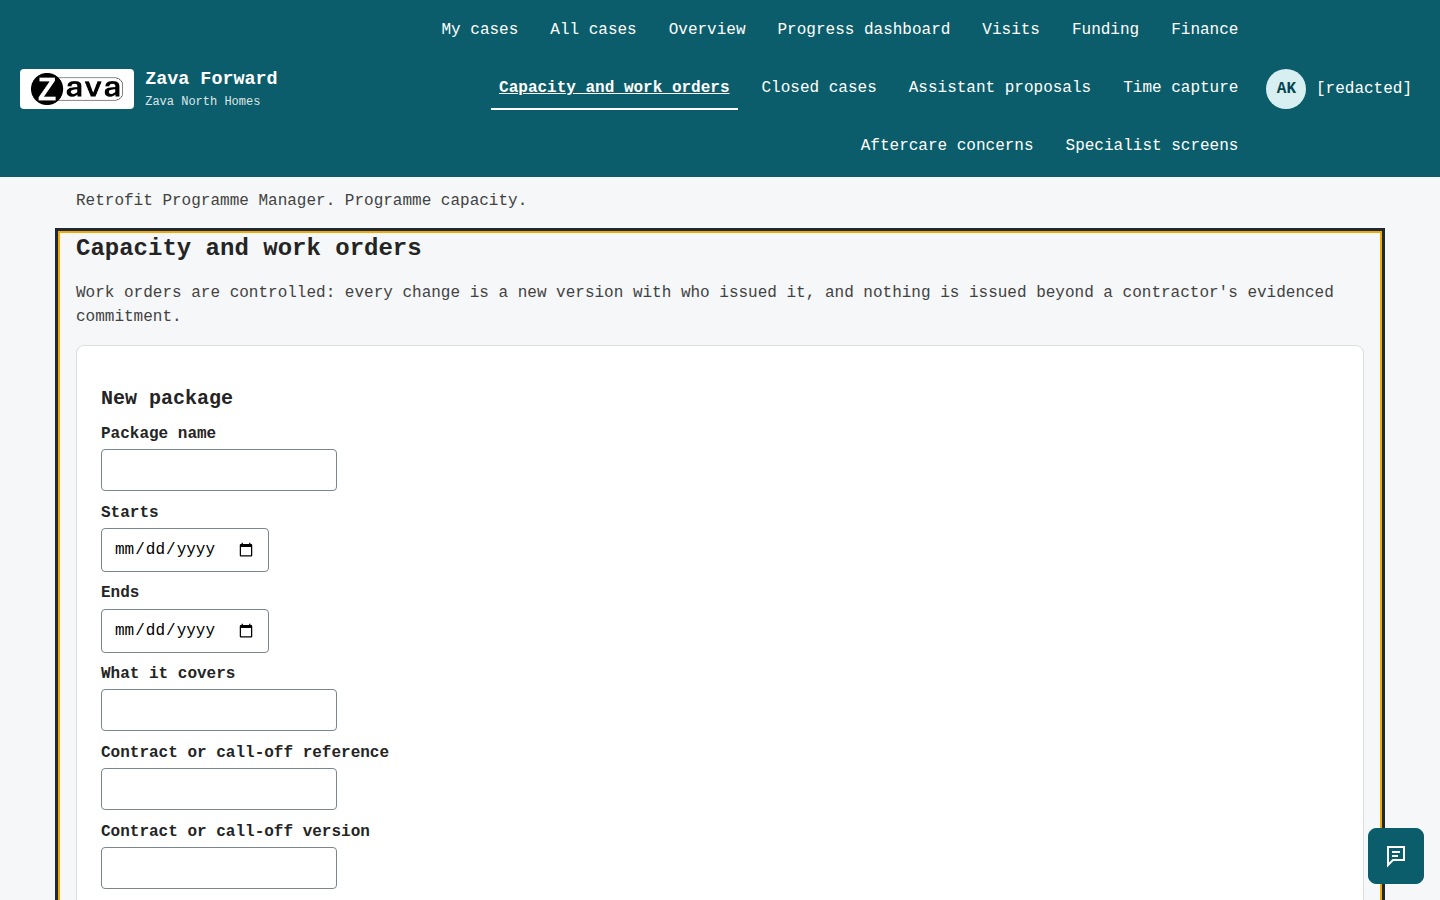 My cases All cases Overview Progress dashboard Visits Funding Finance
Zava
Zava Forward
Zava North Homes
Capacity and work orders Closed cases Assistant proposals Time capture
AK [redacted]
Aftercare concerns Specialist screens
Retrofit Programme Manager. Programme capacity.
Capacity and work orders
Work orders are controlled: every change is a new version with who issued it, and nothing is issued beyond a contractor's evidenced
commitment.
New package
Package name
Starts
mm/dd/yyyy
Ends
mm/dd/yyyy
What it covers
Contract or call-off reference
Contract or call-off version